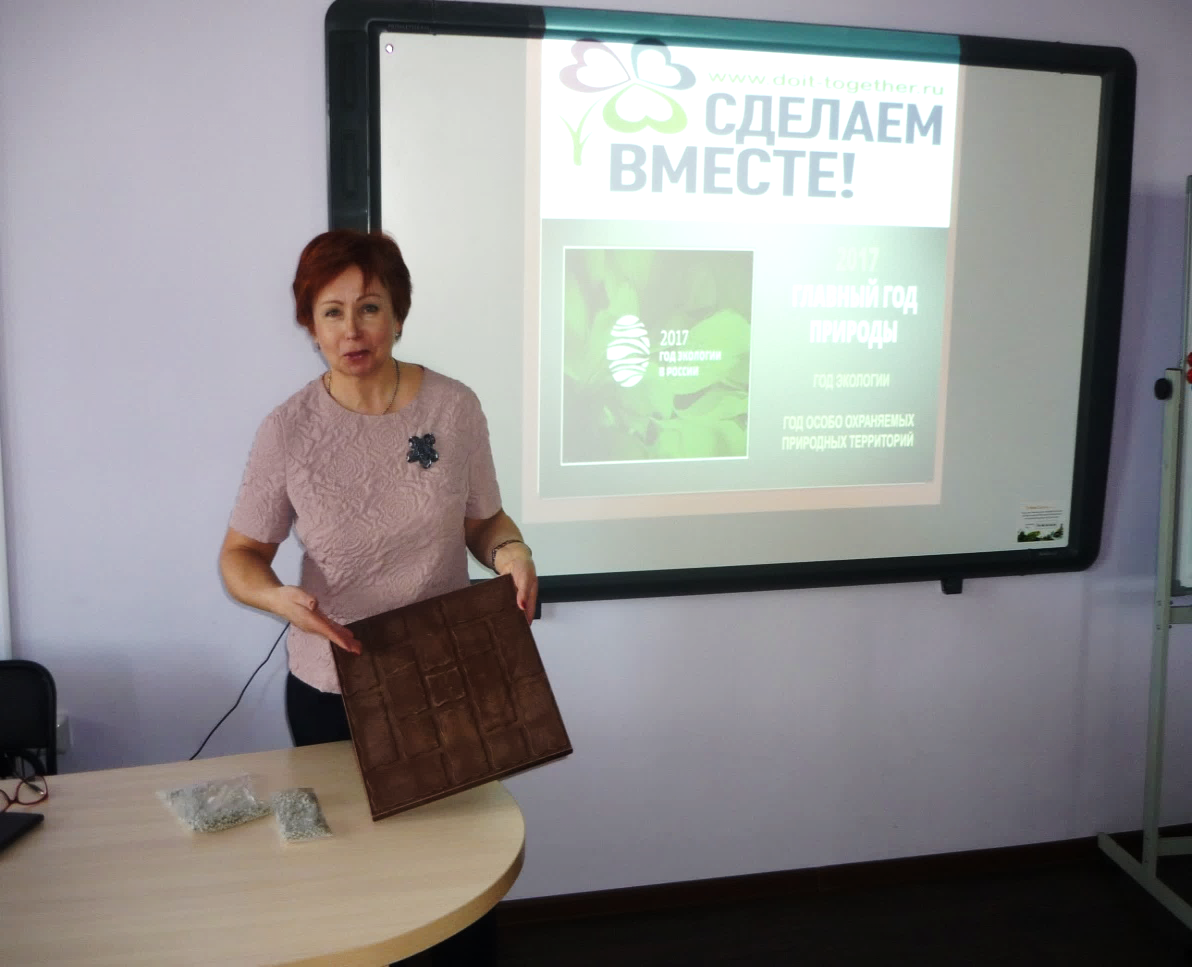 www.doit-together.ru
СДЕЛАЕМ
ВМЕСТЕ!
2017
ГЛАВНЫЙ ГОД
ПРИРОДЫ
2017
ГОД ЭКОЛОГИИ
В РОССИИ
ГОД ЭКОЛОГИИ
ГОД ОСОБО ОХРАНЯЕМЫХ
ПРИРОДНЫХ ТЕРРИТОРИЙ